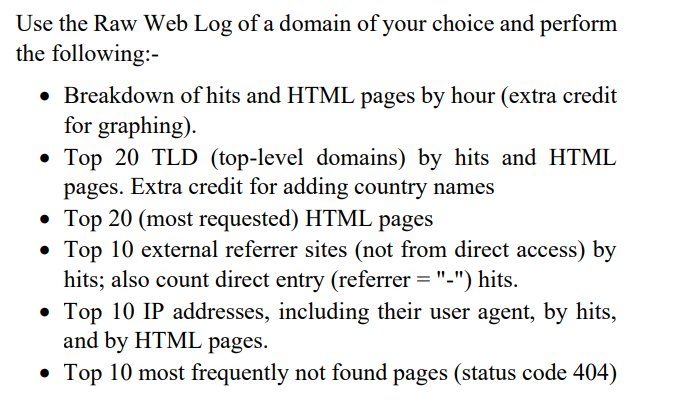 Use the Raw Web Log of a domain of your choice and perform
the following:-
• Breakdown of hits and HTML pages by hour (extra credit
for graphing).
• Top 20 TLD (top-level domains) by hits and HTML
pages. Extra credit for adding country names
• Top 20 (most requested) HTML pages
• Top 10 external referrer sites (not from direct access) by
hits; also count direct entry (referrer = "-") hits.
• Top 10 IP addresses, including their user agent, by hits,
and by HTML pages.
• Top 10 most frequently not found pages (status code 404)